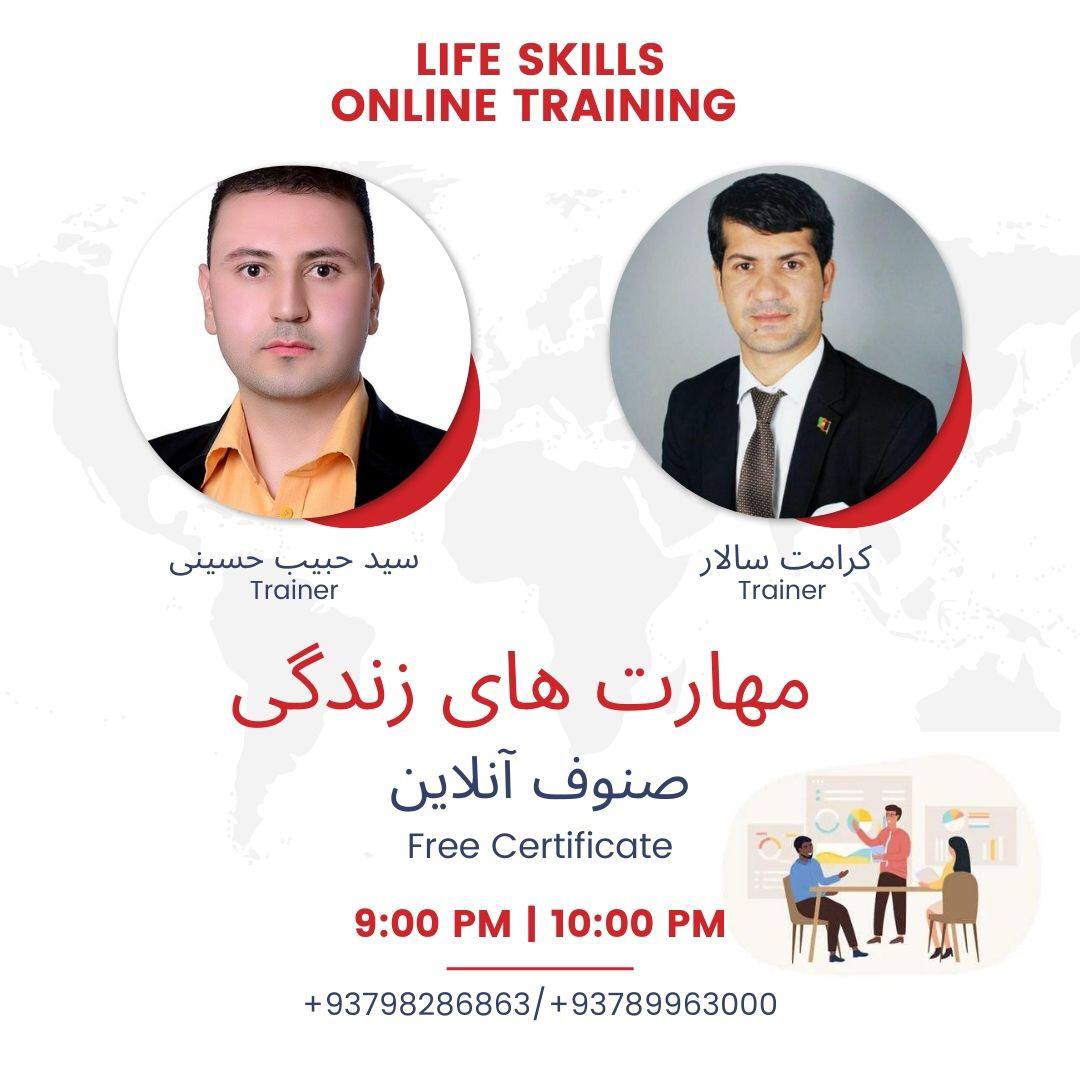 LIFE SKILLS
ONLINE TRAINING
سید حبیب حسینی
Trainer
کرامت سالار
Trainer
مهارت های زندگی
صنوف آنلاین
Free Certificate
9:00 PM | 10:00 PM
+93798286863/+93789963000